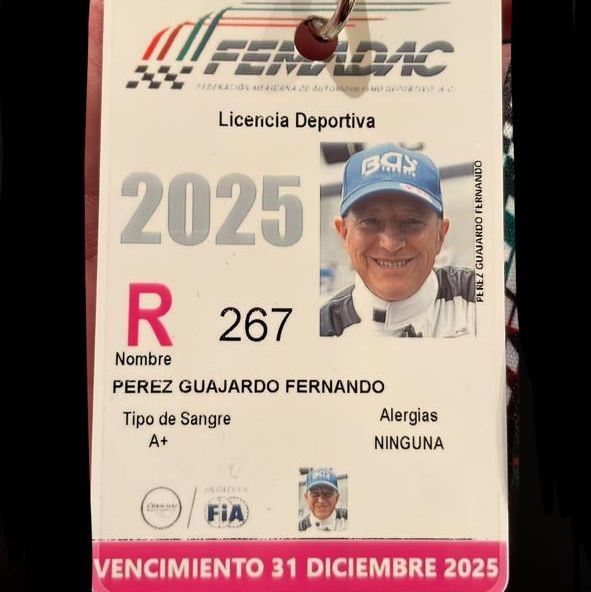 FEMADAC
FEDERACIÓN MEXICANA DE AUTOMOVILISMO DEPORTIVO, A.C.
Licencia Deportiva
2025
BAY
PEREZ GUAJARDO FERNANDO
R
267
Nombre
PEREZ GUAJARDO FERNANDO
Tipo de Sangre
A+
Alergias
NINGUNA
FIA
VENCIMIENTO 31 DICIEMBRE 2025